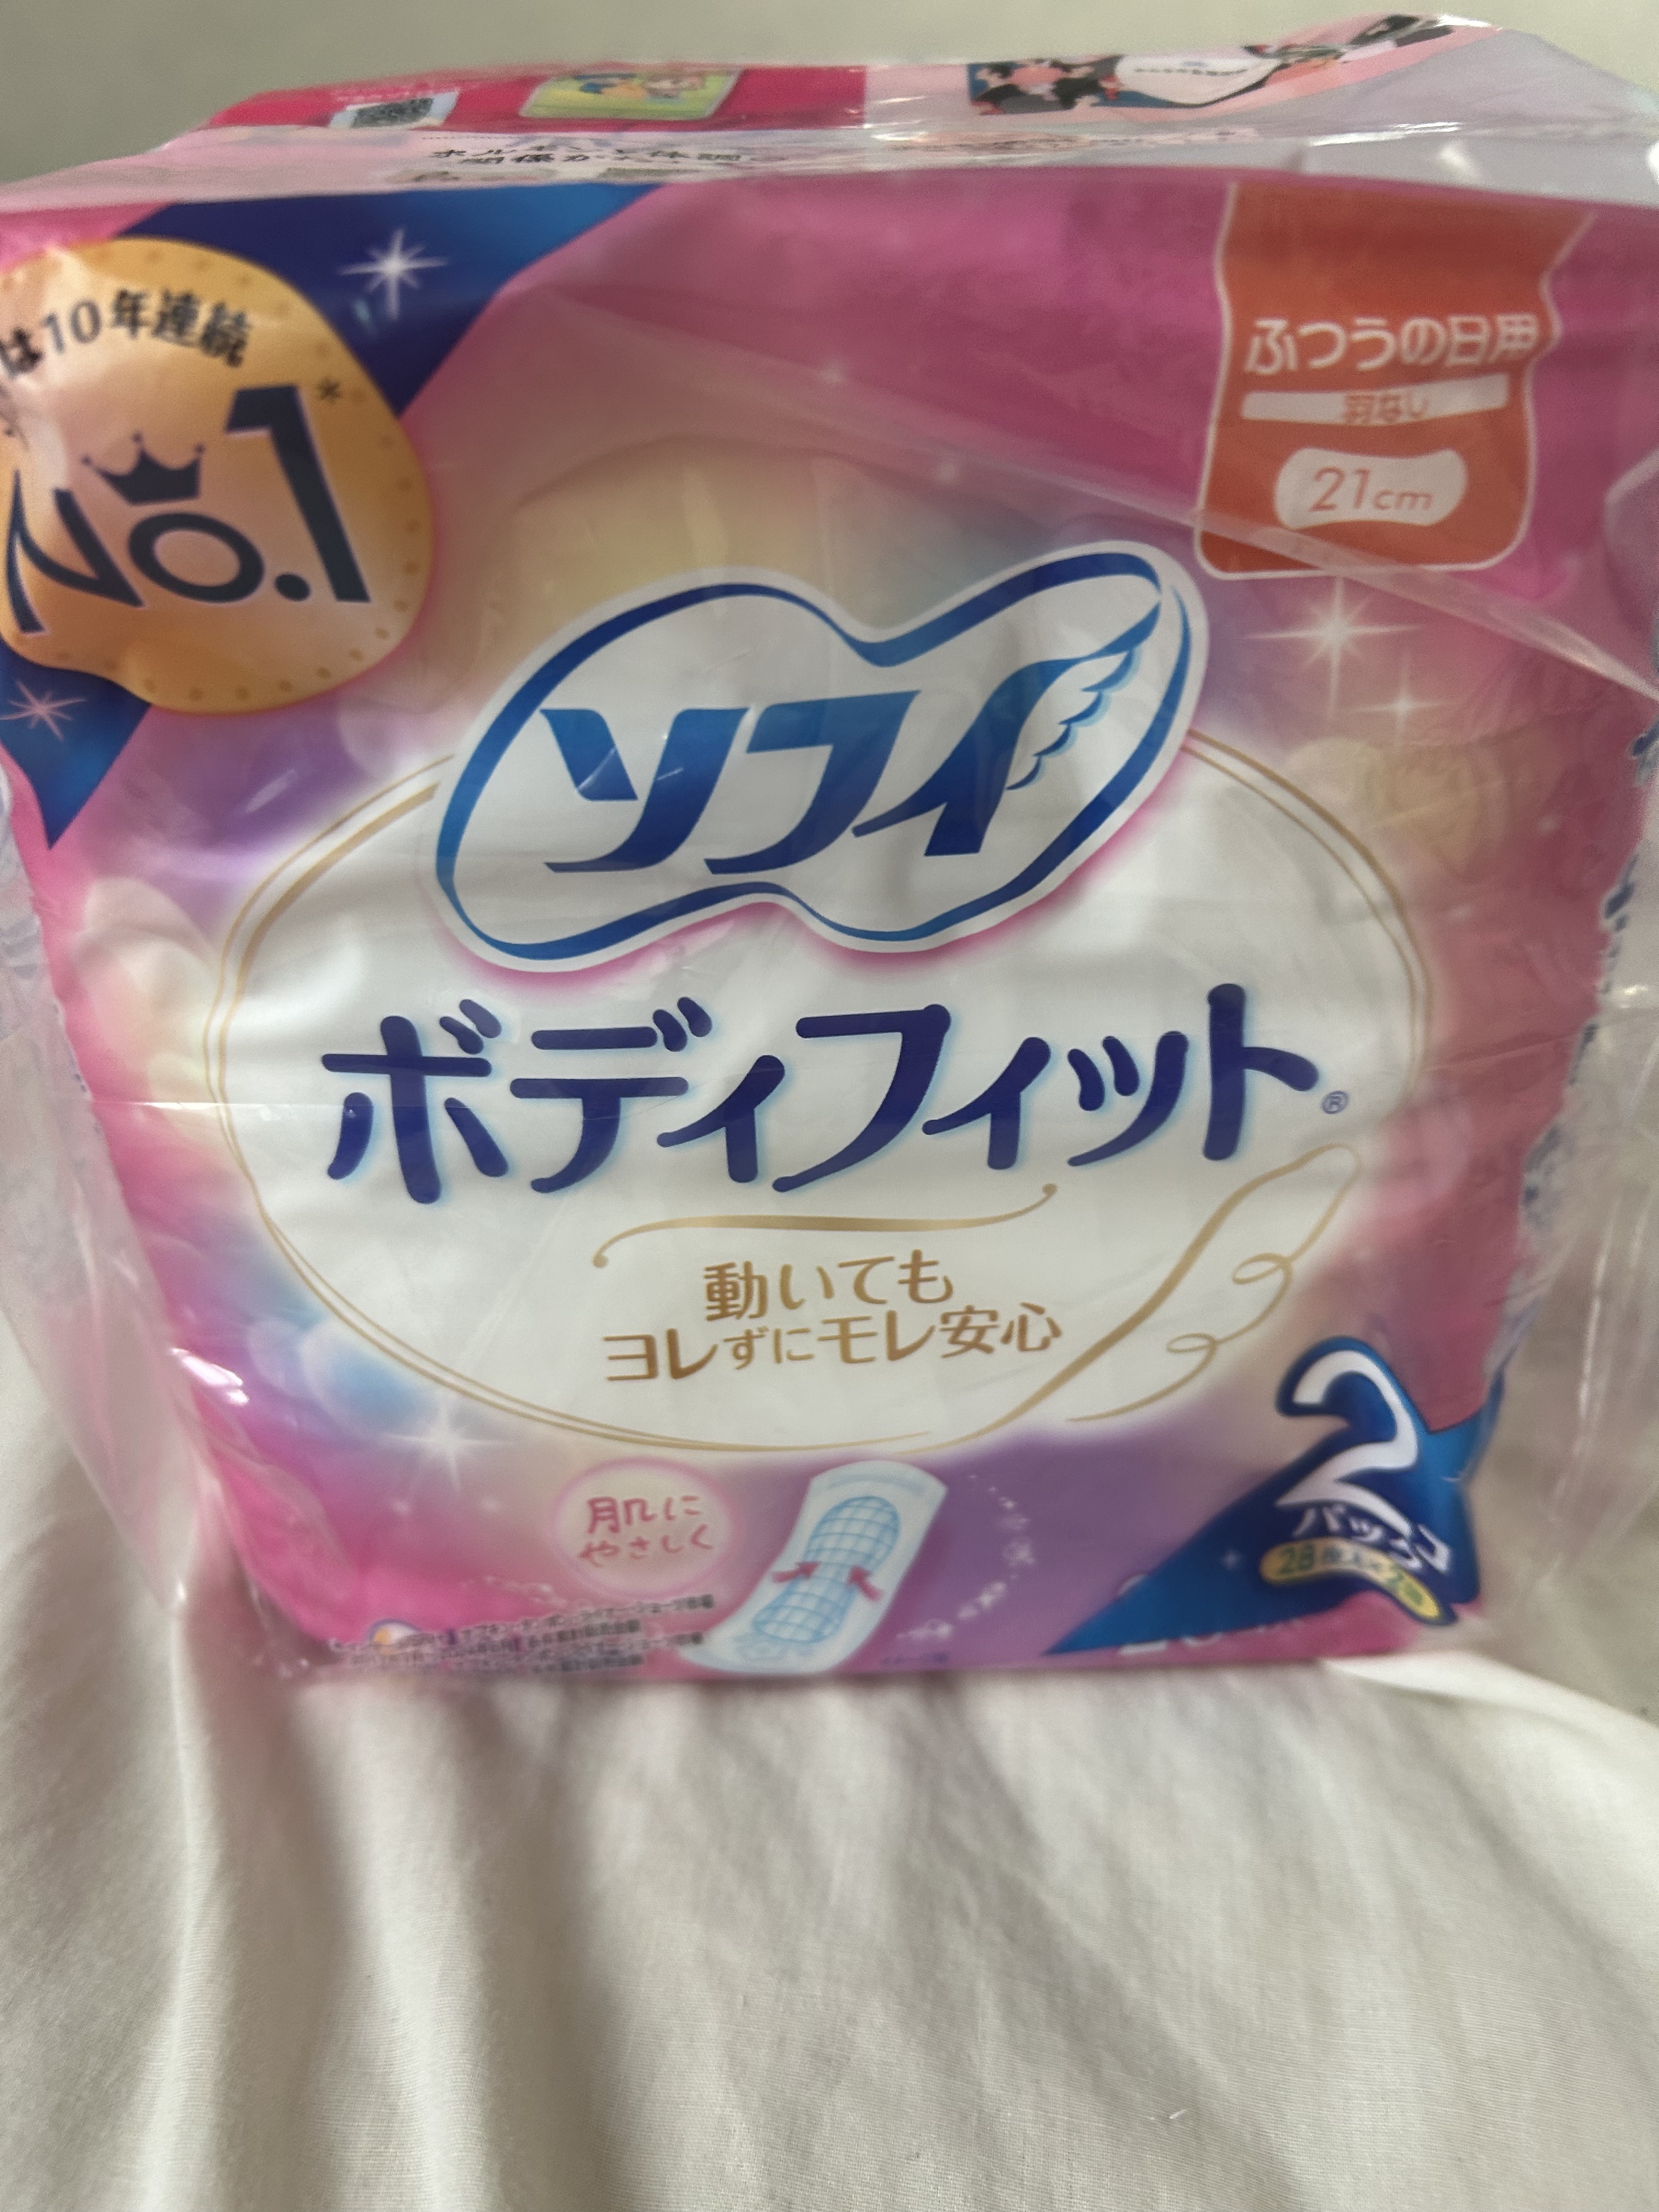 は10年連続
No.1*
ふつうの日用
羽なし
21cm
ソフィ
ボディフィット®
動いても
ヨレずにモレ安心
肌に
やさしく
2
パック